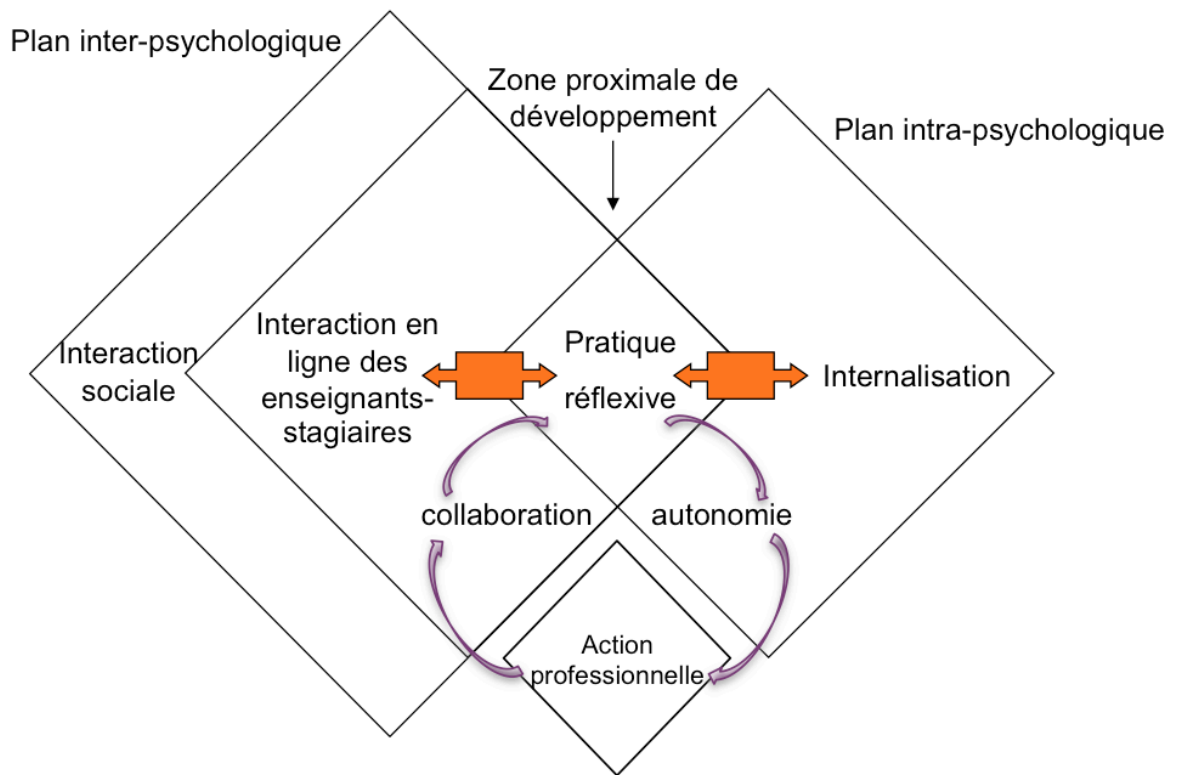 Plan inter-psychologique
Zone proximale de
développement
Plan intra-psychologique
Interaction
sociale
Interaction en
ligne des
enseignants-
stagiaires
Pratique
réflexive
Internalisation
collaboration
autonomie
Action
professionnelle